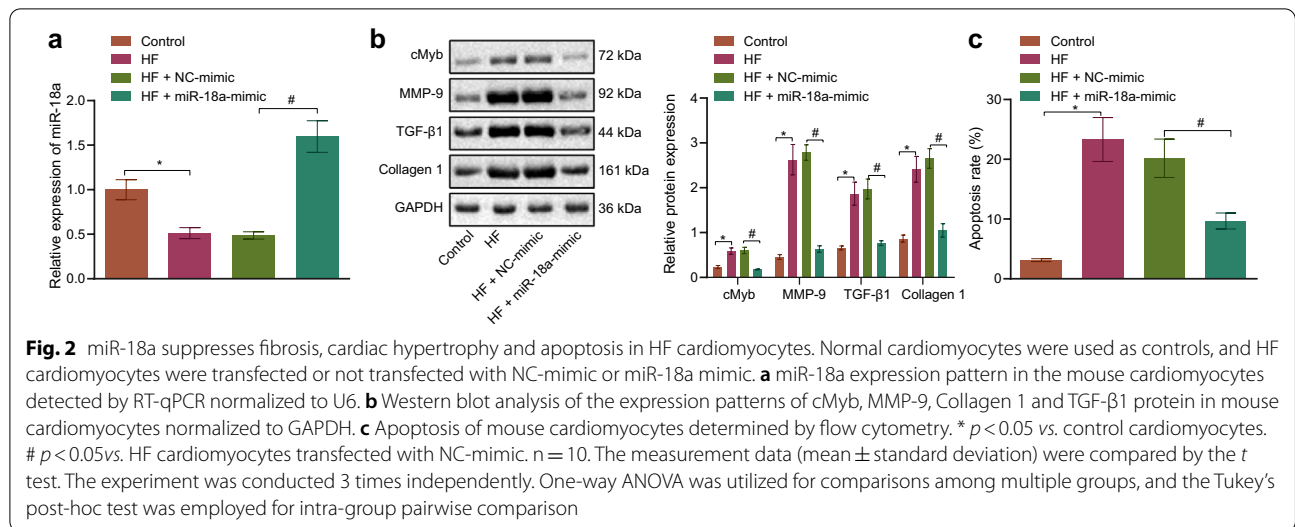 a
Control
HF
HF + NC-mimic
HF + miR-18a-mimic
Relative expression of miR-18a
2.0
1.5
1.0
0.5
0.0
*
#
b
cMyb
72 kDa
MMP-9
92 kDa
TGF-β1
44 kDa
Collagen 1
161 kDa
GAPDH
36 kDa
Control
HF
HF + NC-mimic
HF + miR-18a-mimic
Control
HF
HF + NC-mimic
HF + miR-18a-mimic
Relative protein expression
4
3
2
1
0
* #
* #
* #
* #
cMyb MMP-9 TGF-β1 Collagen 1
c
Control
HF
HF + NC-mimic
HF + miR-18a-mimic
Apoptosis rate (%)
30
20
10
0
*
#
Fig. 2 miR-18a suppresses fibrosis, cardiac hypertrophy and apoptosis in HF cardiomyocytes. Normal cardiomyocytes were used as controls, and HF
cardiomyocytes were transfected or not transfected with NC-mimic or miR-18a mimic. a miR-18a expression pattern in the mouse cardiomyocytes
detected by RT-qPCR normalized to U6. b Western blot analysis of the expression patterns of cMyb, MMP-9, Collagen 1 and TGF-β1 protein in mouse
cardiomyocytes normalized to GAPDH. c Apoptosis of mouse cardiomyocytes determined by flow cytometry. * p < 0.05 vs. control cardiomyocytes.
# p < 0.05vs. HF cardiomyocytes transfected with NC-mimic. n = 10. The measurement data (mean ± standard deviation) were compared by the t
test. The experiment was conducted 3 times independently. One-way ANOVA was utilized for comparisons among multiple groups, and the Tukey's
post-hoc test was employed for intra-group pairwise comparison